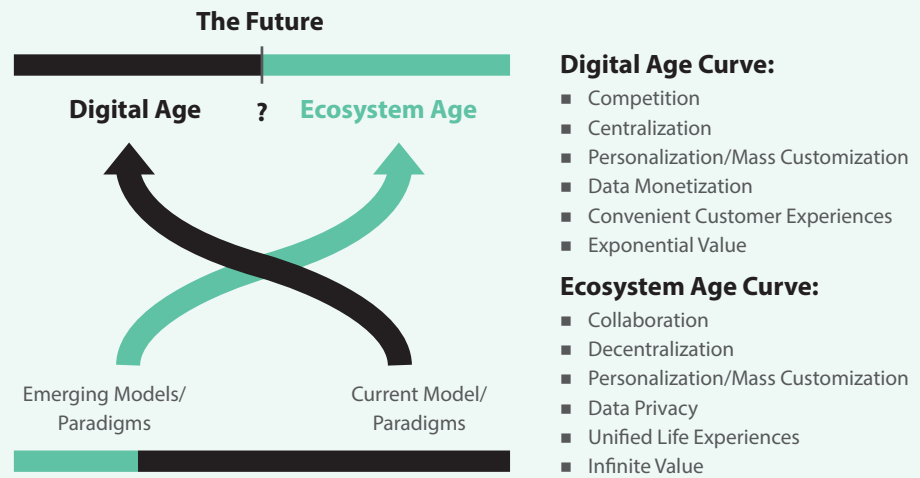 The Future
Digital Age
?
Ecosystem Age
Emerging Models/
Paradigms
Current Model/
Paradigms
Digital Age Curve:
■ Competition
■ Centralization
■ Personalization/Mass Customization
■ Data Monetization
■ Convenient Customer Experiences
■ Exponential Value
Ecosystem Age Curve:
■ Collaboration
■ Decentralization
■ Personalization/Mass Customization
■ Data Privacy
■ Unified Life Experiences
■ Infinite Value